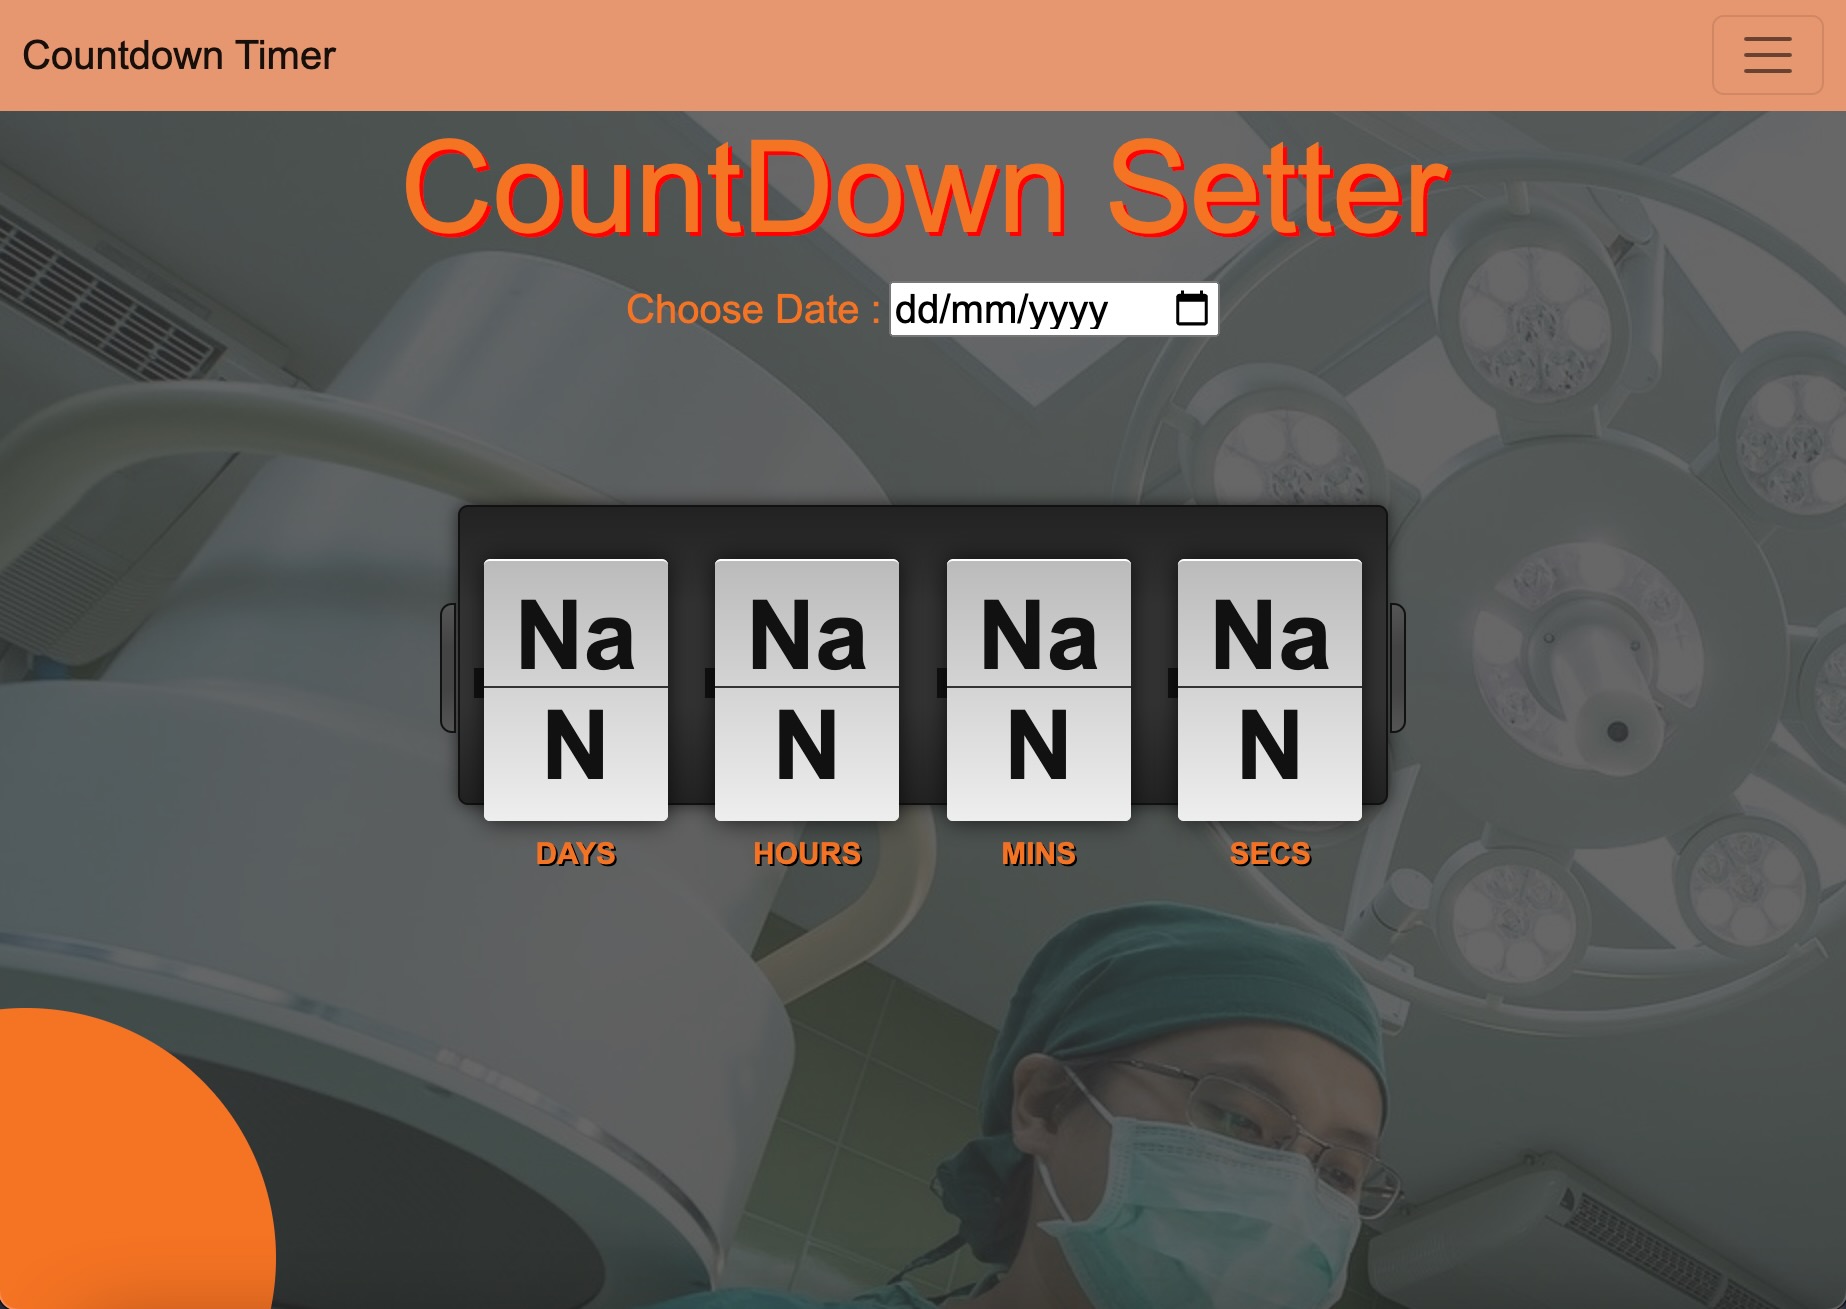 Countdown Timer
CountDown Setter
Choose Date : dd/mm/yyyy
Na Na Na Na
N N N N
DAYS HOURS MINS SECS